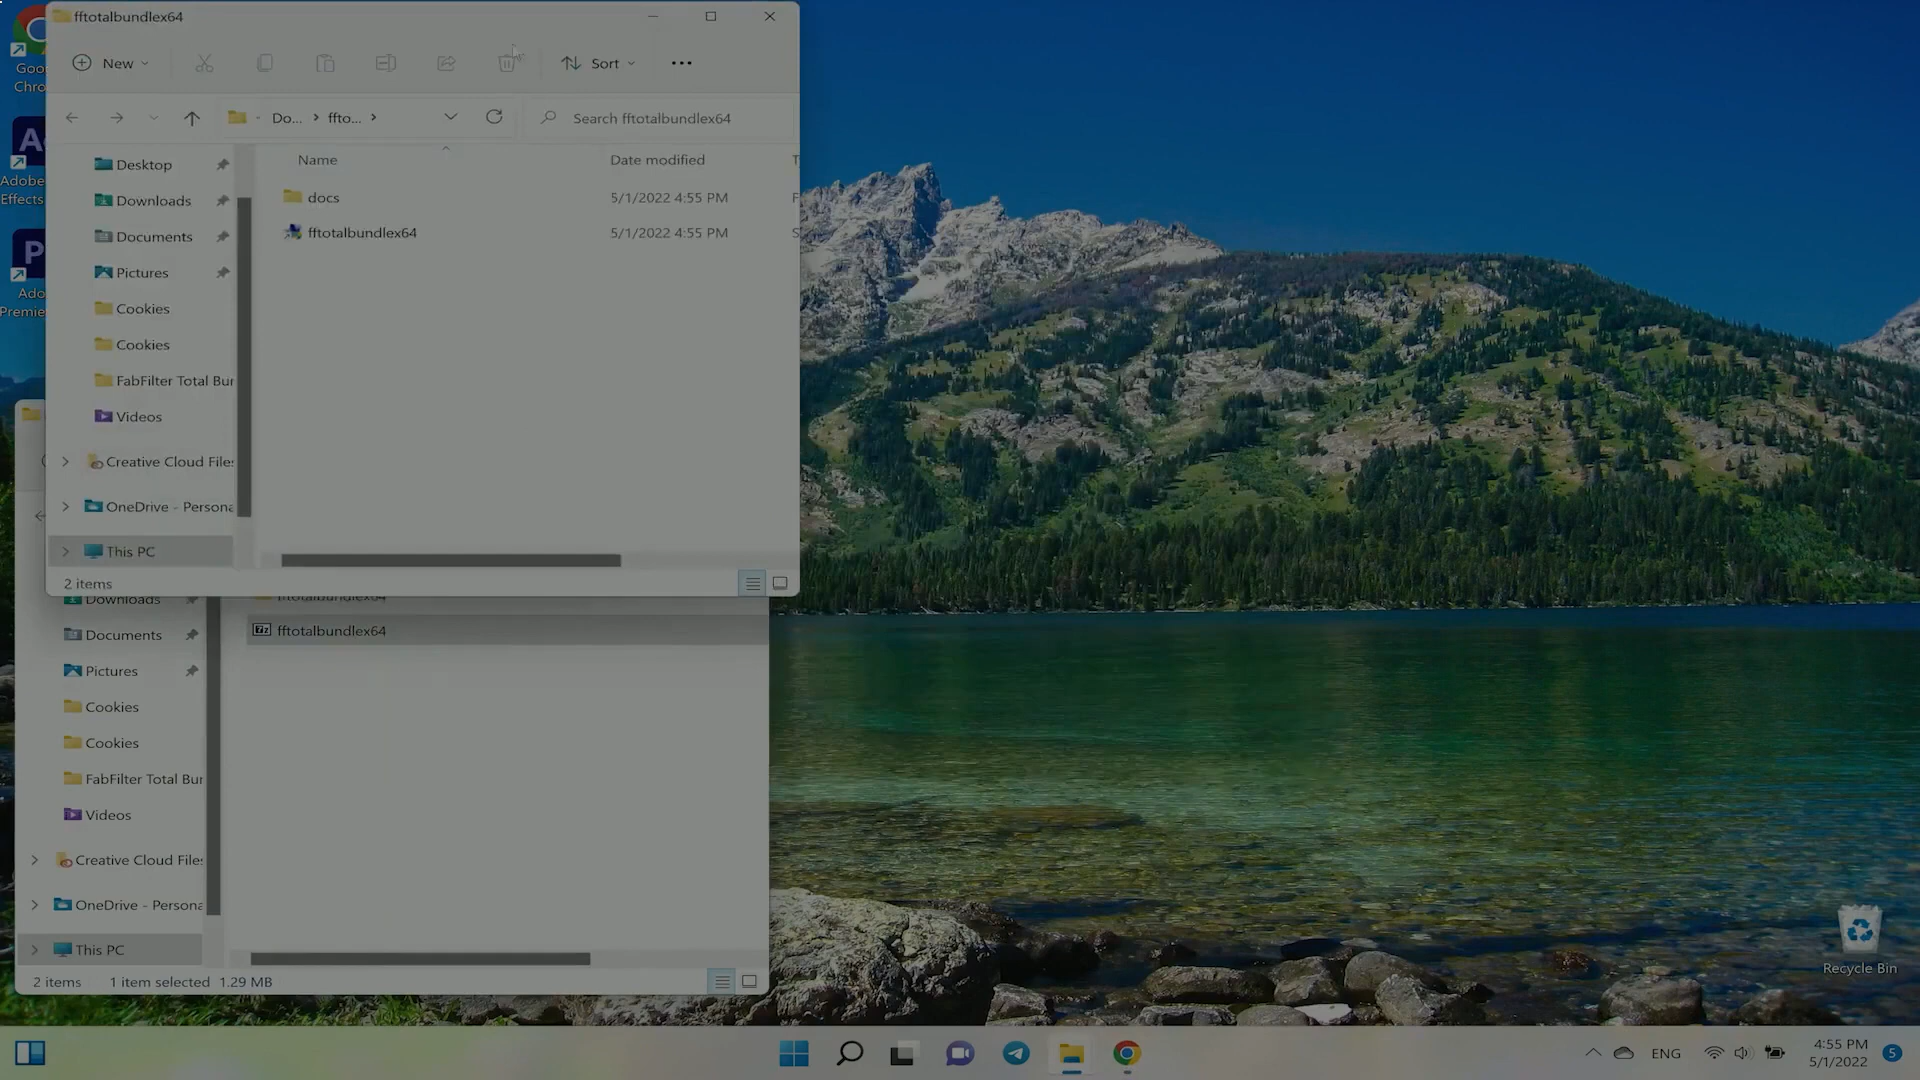 fftotalbundlex64
New
Sort
Do...
ffto...
Search fftotalbundlex64
Name
Date modified
Desktop
docs
5/1/2022 4:55 PM
Downloads
fftotalbundlex64
5/1/2022 4:55 PM
Documents
Pictures
Cookies
Cookies
FabFilter Total Bur
Videos
Creative Cloud Files
OneDrive - Persona
This PC
2 items
Goo
Chro
Adobe
Effects
Ado
Premie
fftotalbundlex64
Downloads
fftotalbundlex64
Documents
Pictures
Cookies
Cookies
FabFilter Total Bur
Videos
Creative Cloud Files
OneDrive - Persona
This PC
2 items
1 item selected 1.29 MB
Recycle Bin
ENG
4:55 PM
5/1/2022
5